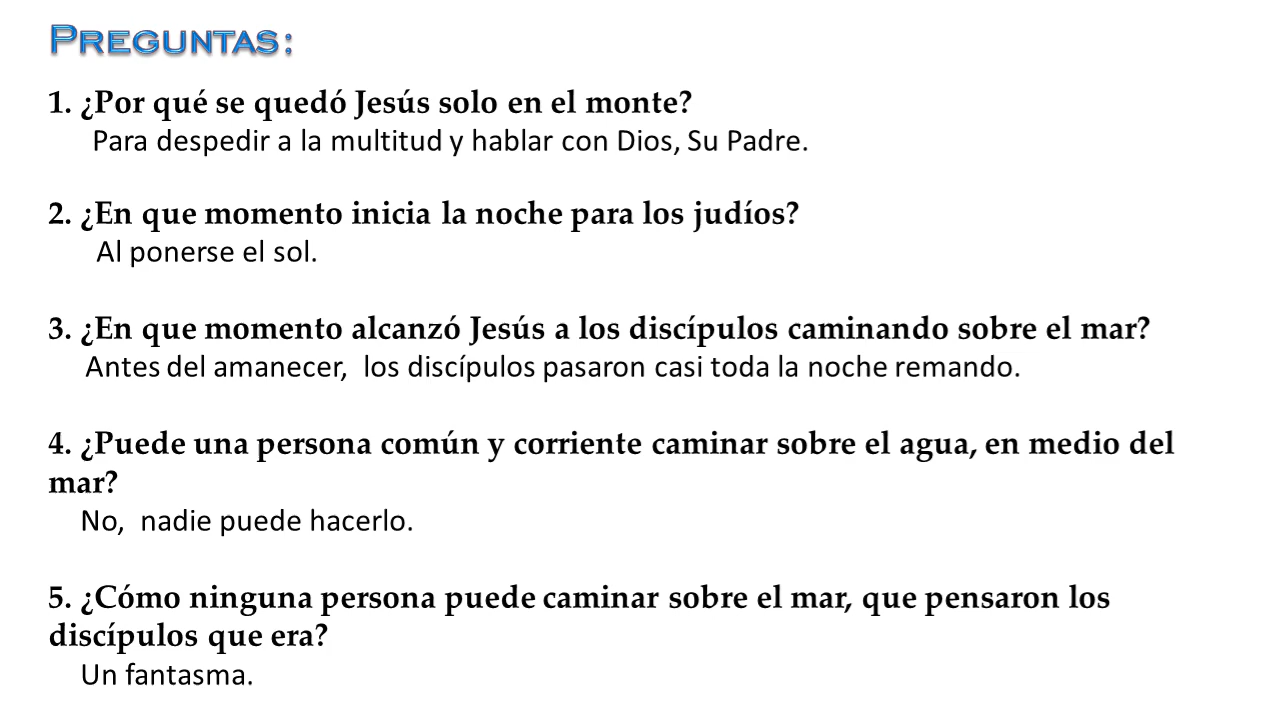 PREGUNTAS:
1. ¿Por qué se quedó Jesús solo en el monte?
Para despedir a la multitud y hablar con Dios, Su Padre.
2. ¿En que momento inicia la noche para los judíos?
Al ponerse el sol.
3. ¿En que momento alcanzó Jesús a los discípulos caminando sobre el mar?
Antes del amanecer, los discípulos pasaron casi toda la noche remando.
4. ¿Puede una persona común y corriente caminar sobre el agua, en medio del
mar?
No, nadie puede hacerlo.
5. ¿Cómo ninguna persona puede caminar sobre el mar, que pensaron los
discípulos que era?
Un fantasma.